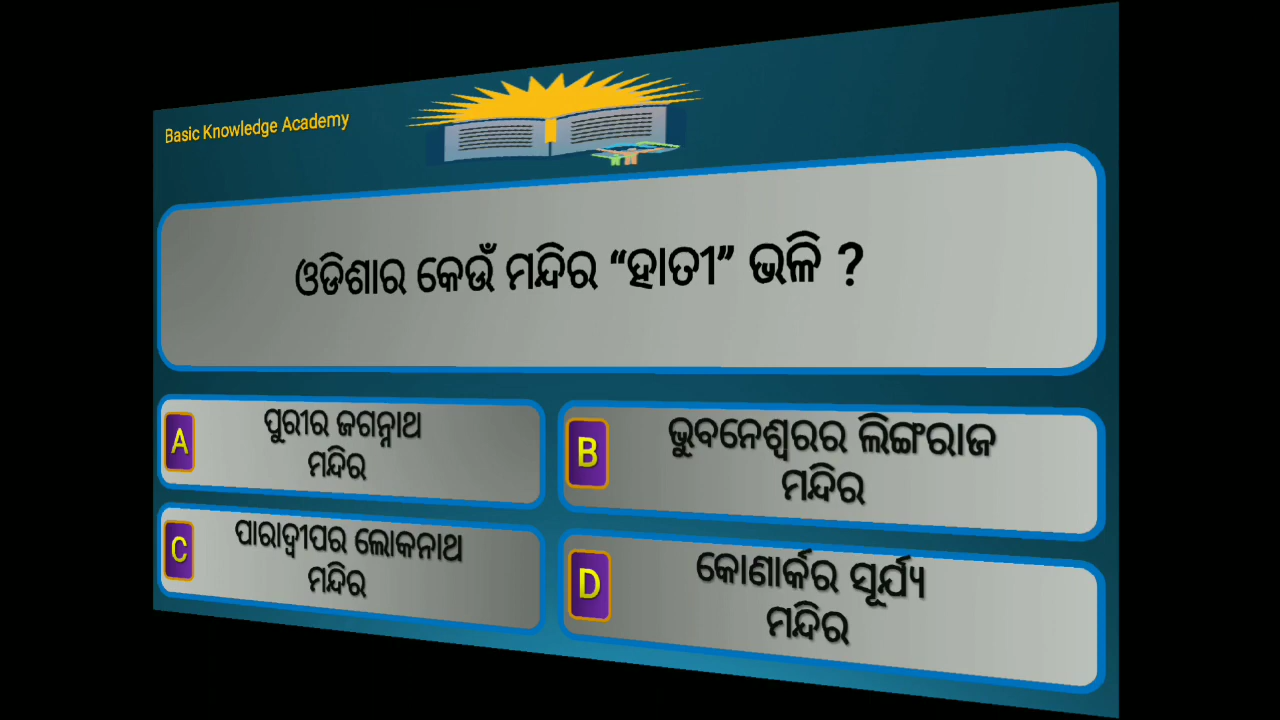 Basic Knowledge Academy
ଓଡିଶାର କେଉଁ ମନ୍ଦିର “ହାତୀ” ଭଳି ?
A
ପୁରୀର ଜଗନ୍ନାଥ
ମନ୍ଦିର
B
ଭୁବନେଶ୍ୱରର ଲିଙ୍ଗରାଜ
ମନ୍ଦିର
C
ପାରାଦ୍ୱୀପର ଲୋକନାଥ
ମନ୍ଦିର
D
କୋଣାର୍କର ସୂର୍ଯ୍ୟ
ମନ୍ଦିର